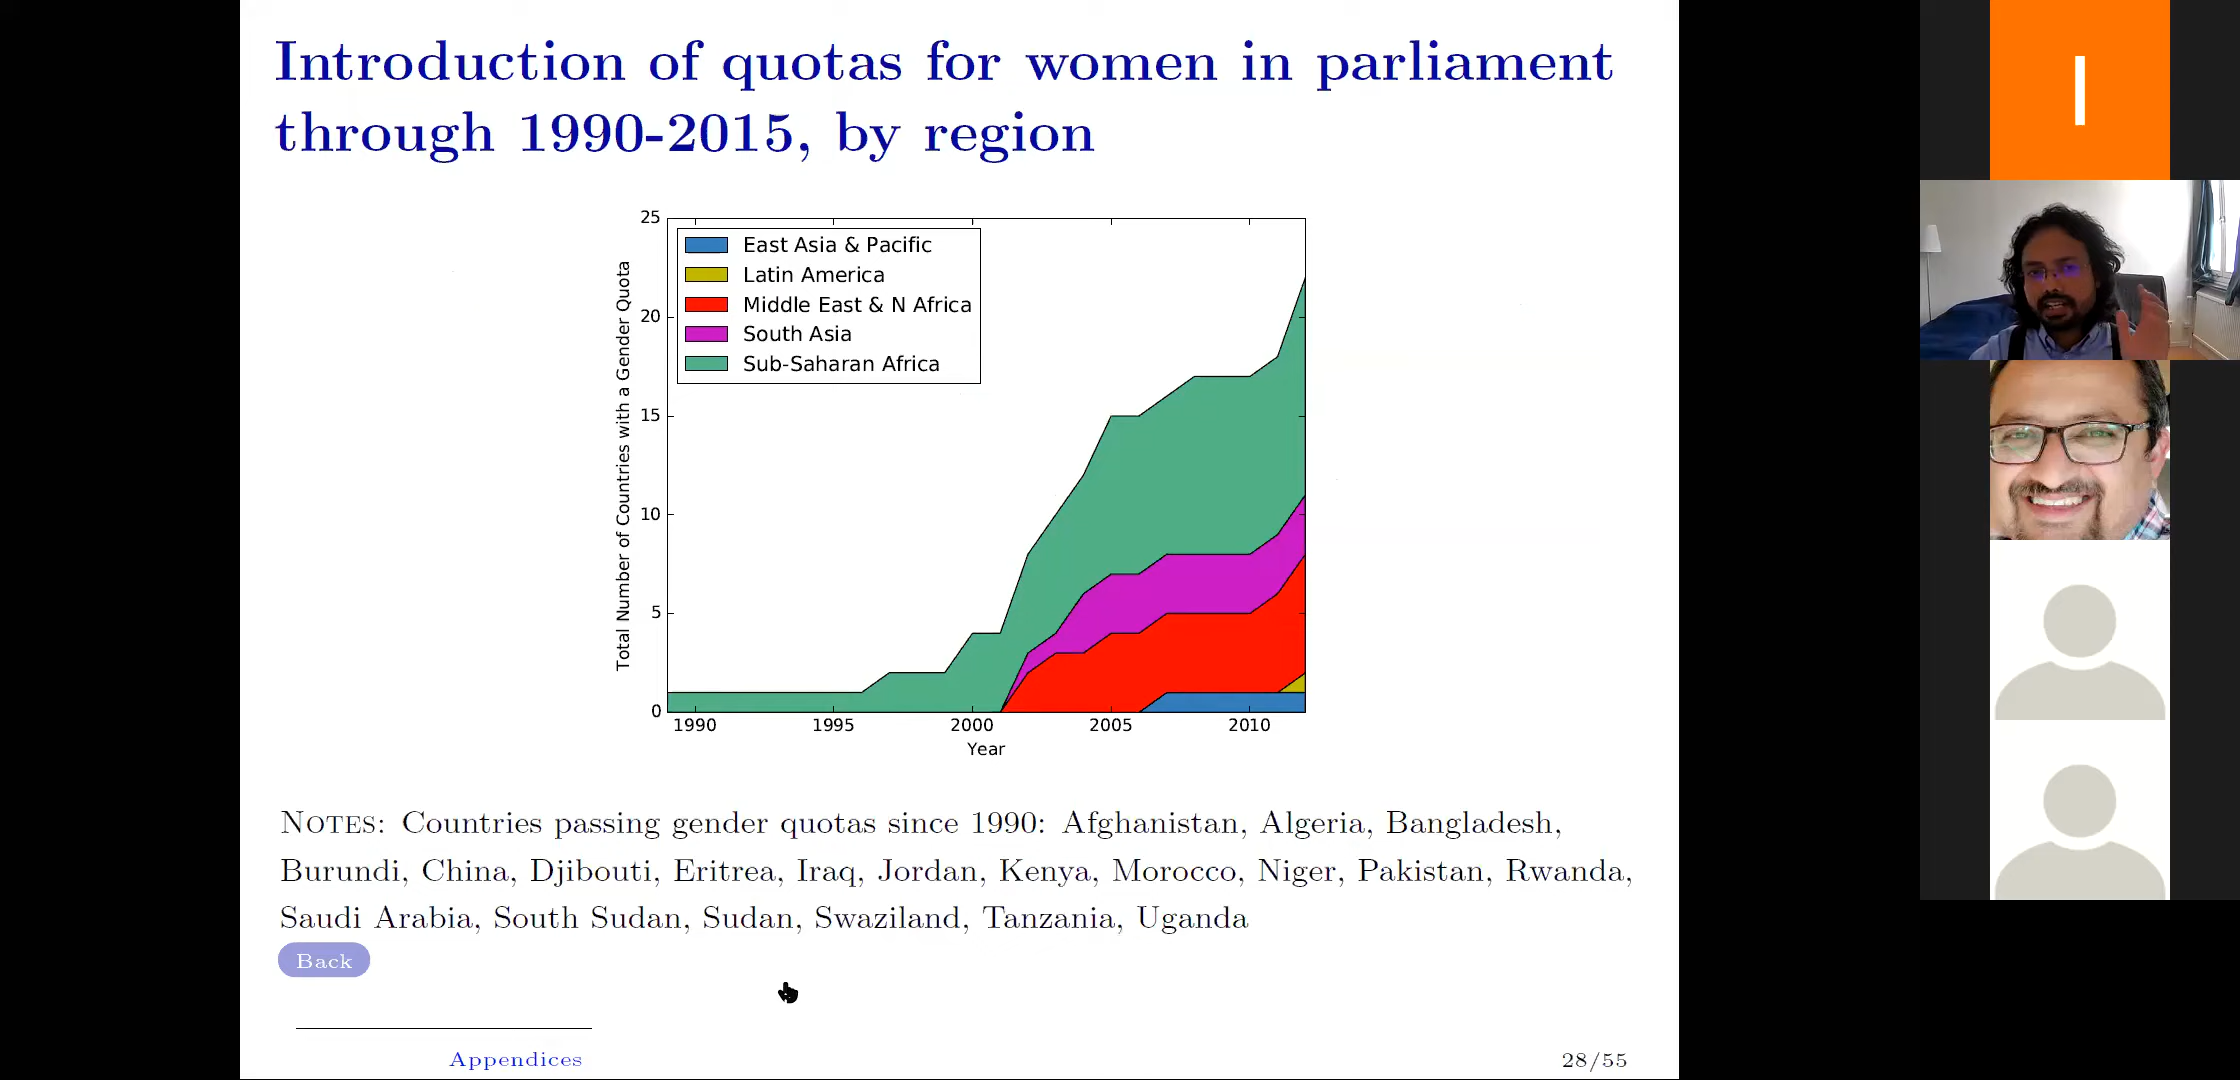 Introduction of quotas for women in parliament
through 1990-2015, by region
Total Number of Countries with a Gender Quota
25
20
15
10
5
0
East Asia & Pacific
Latin America
Middle East & N Africa
South Asia
Sub-Saharan Africa
1990 1995 2000 2005 2010
Year
NOTES: Countries passing gender quotas since 1990: Afghanistan, Algeria, Bangladesh,
Burundi, China, Djibouti, Eritrea, Iraq, Jordan, Kenya, Morocco, Niger, Pakistan, Rwanda,
Saudi Arabia, South Sudan, Sudan, Swaziland, Tanzania, Uganda
Back
Appendices
28/55
I